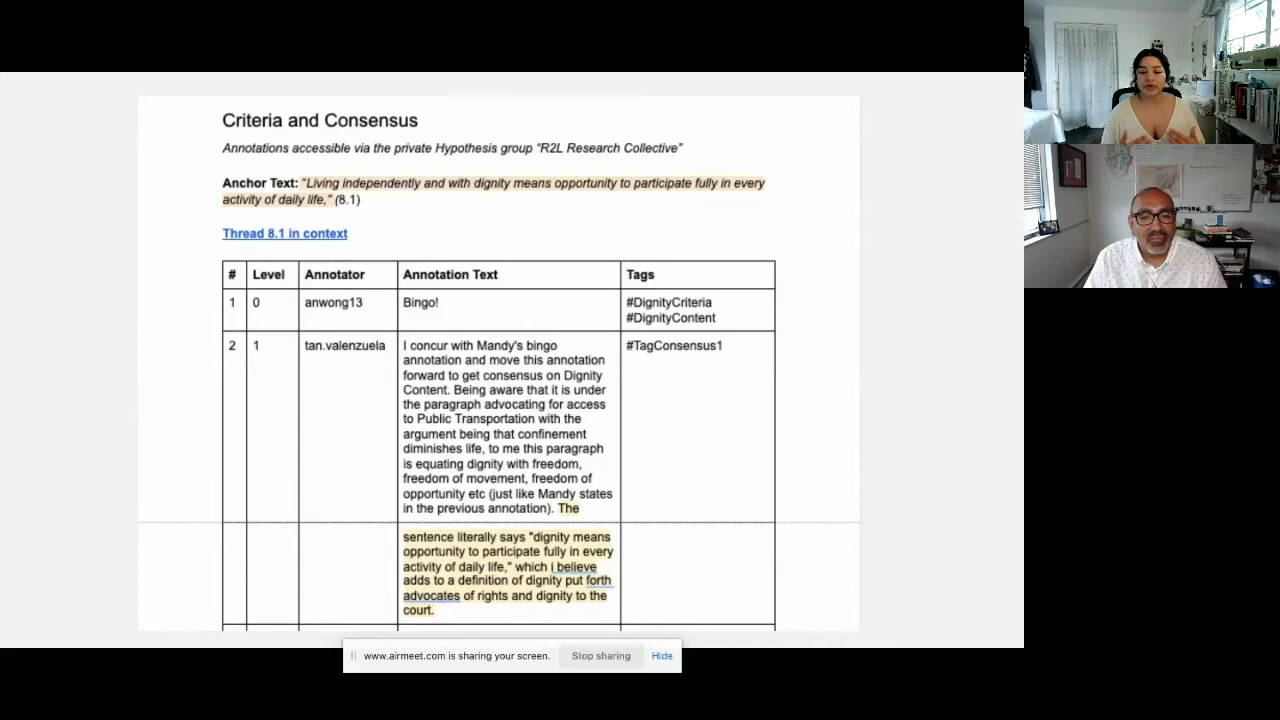 Criteria and Consensus
Annotations accessible via the private Hypothesis group “R2L Research Collective”
Anchor Text: “Living independently and with dignity means opportunity to participate fully in every
activity of daily life,” (8.1)
Thread 8.1 in context
# Level Annotator Annotation Text Tags
1 0 anwong13 Bingo! #DignityCriteria
#DignityContent
2 1 tan.valenzuela I concur with Mandy's bingo #TagConsensus1
annotation and move this annotation
forward to get consensus on Dignity
Content. Being aware that it is under
the paragraph advocating for access
to Public Transportation with the
argument being that confinement
diminishes life, to me this paragraph
is equating dignity with freedom,
freedom of movement, freedom of
opportunity etc (just like Mandy states
in the previous annotation). The
sentence literally says "dignity means
opportunity to participate fully in every
activity of daily life," which i believe
adds to a definition of dignity put forth
advocates of rights and dignity to the
court.
www.airmeet.com is sharing your screen. Stop sharing Hide